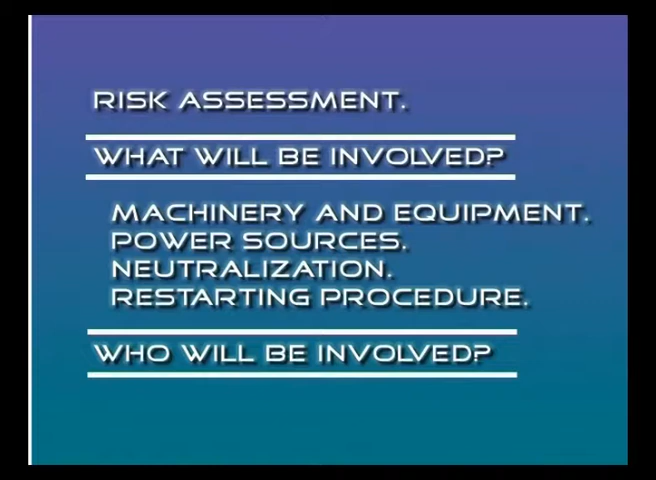 RISK ASSESSMENT.
WHAT WILL BE INVOLVED?
MACHINERY AND EQUIPMENT.
POWER SOURCES.
NEUTRALIZATION.
RESTARTING PROCEDURE.
WHO WILL BE INVOLVED?